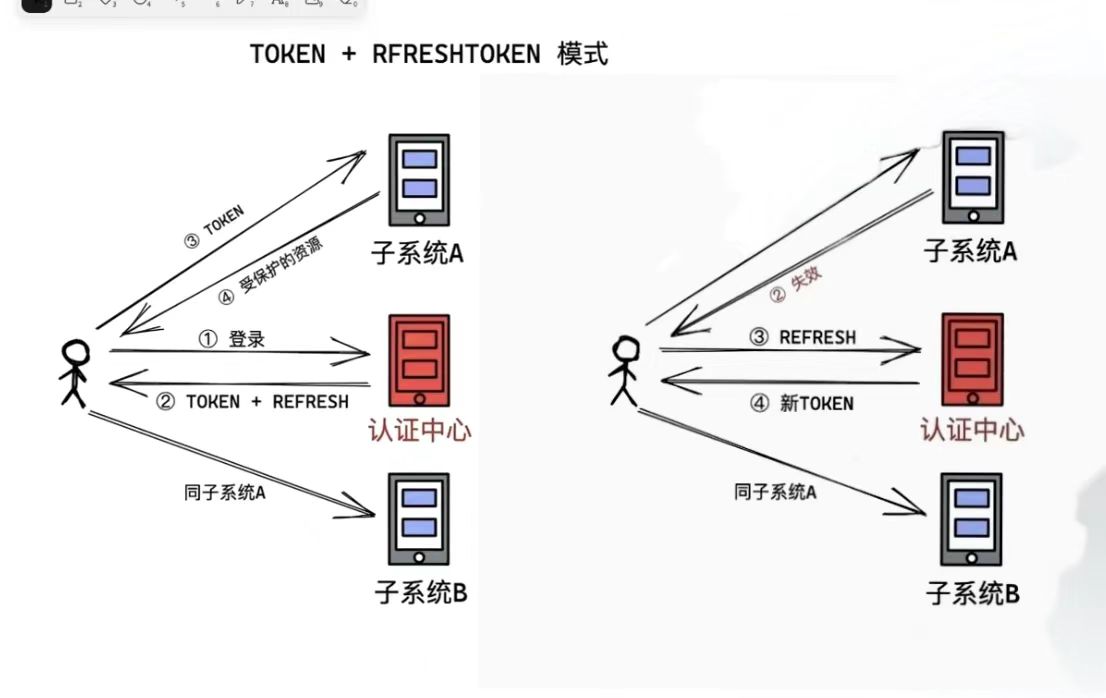 TOKEN + RFRESHTOKEN 模式
③ TOKEN
④ 受保护的资源
子系统A
① 登录
② TOKEN + REFRESH
认证中心
同子系统A
子系统B
② 失效
子系统A
③ REFRESH
④ 新TOKEN
认证中心
同子系统A
子系统B